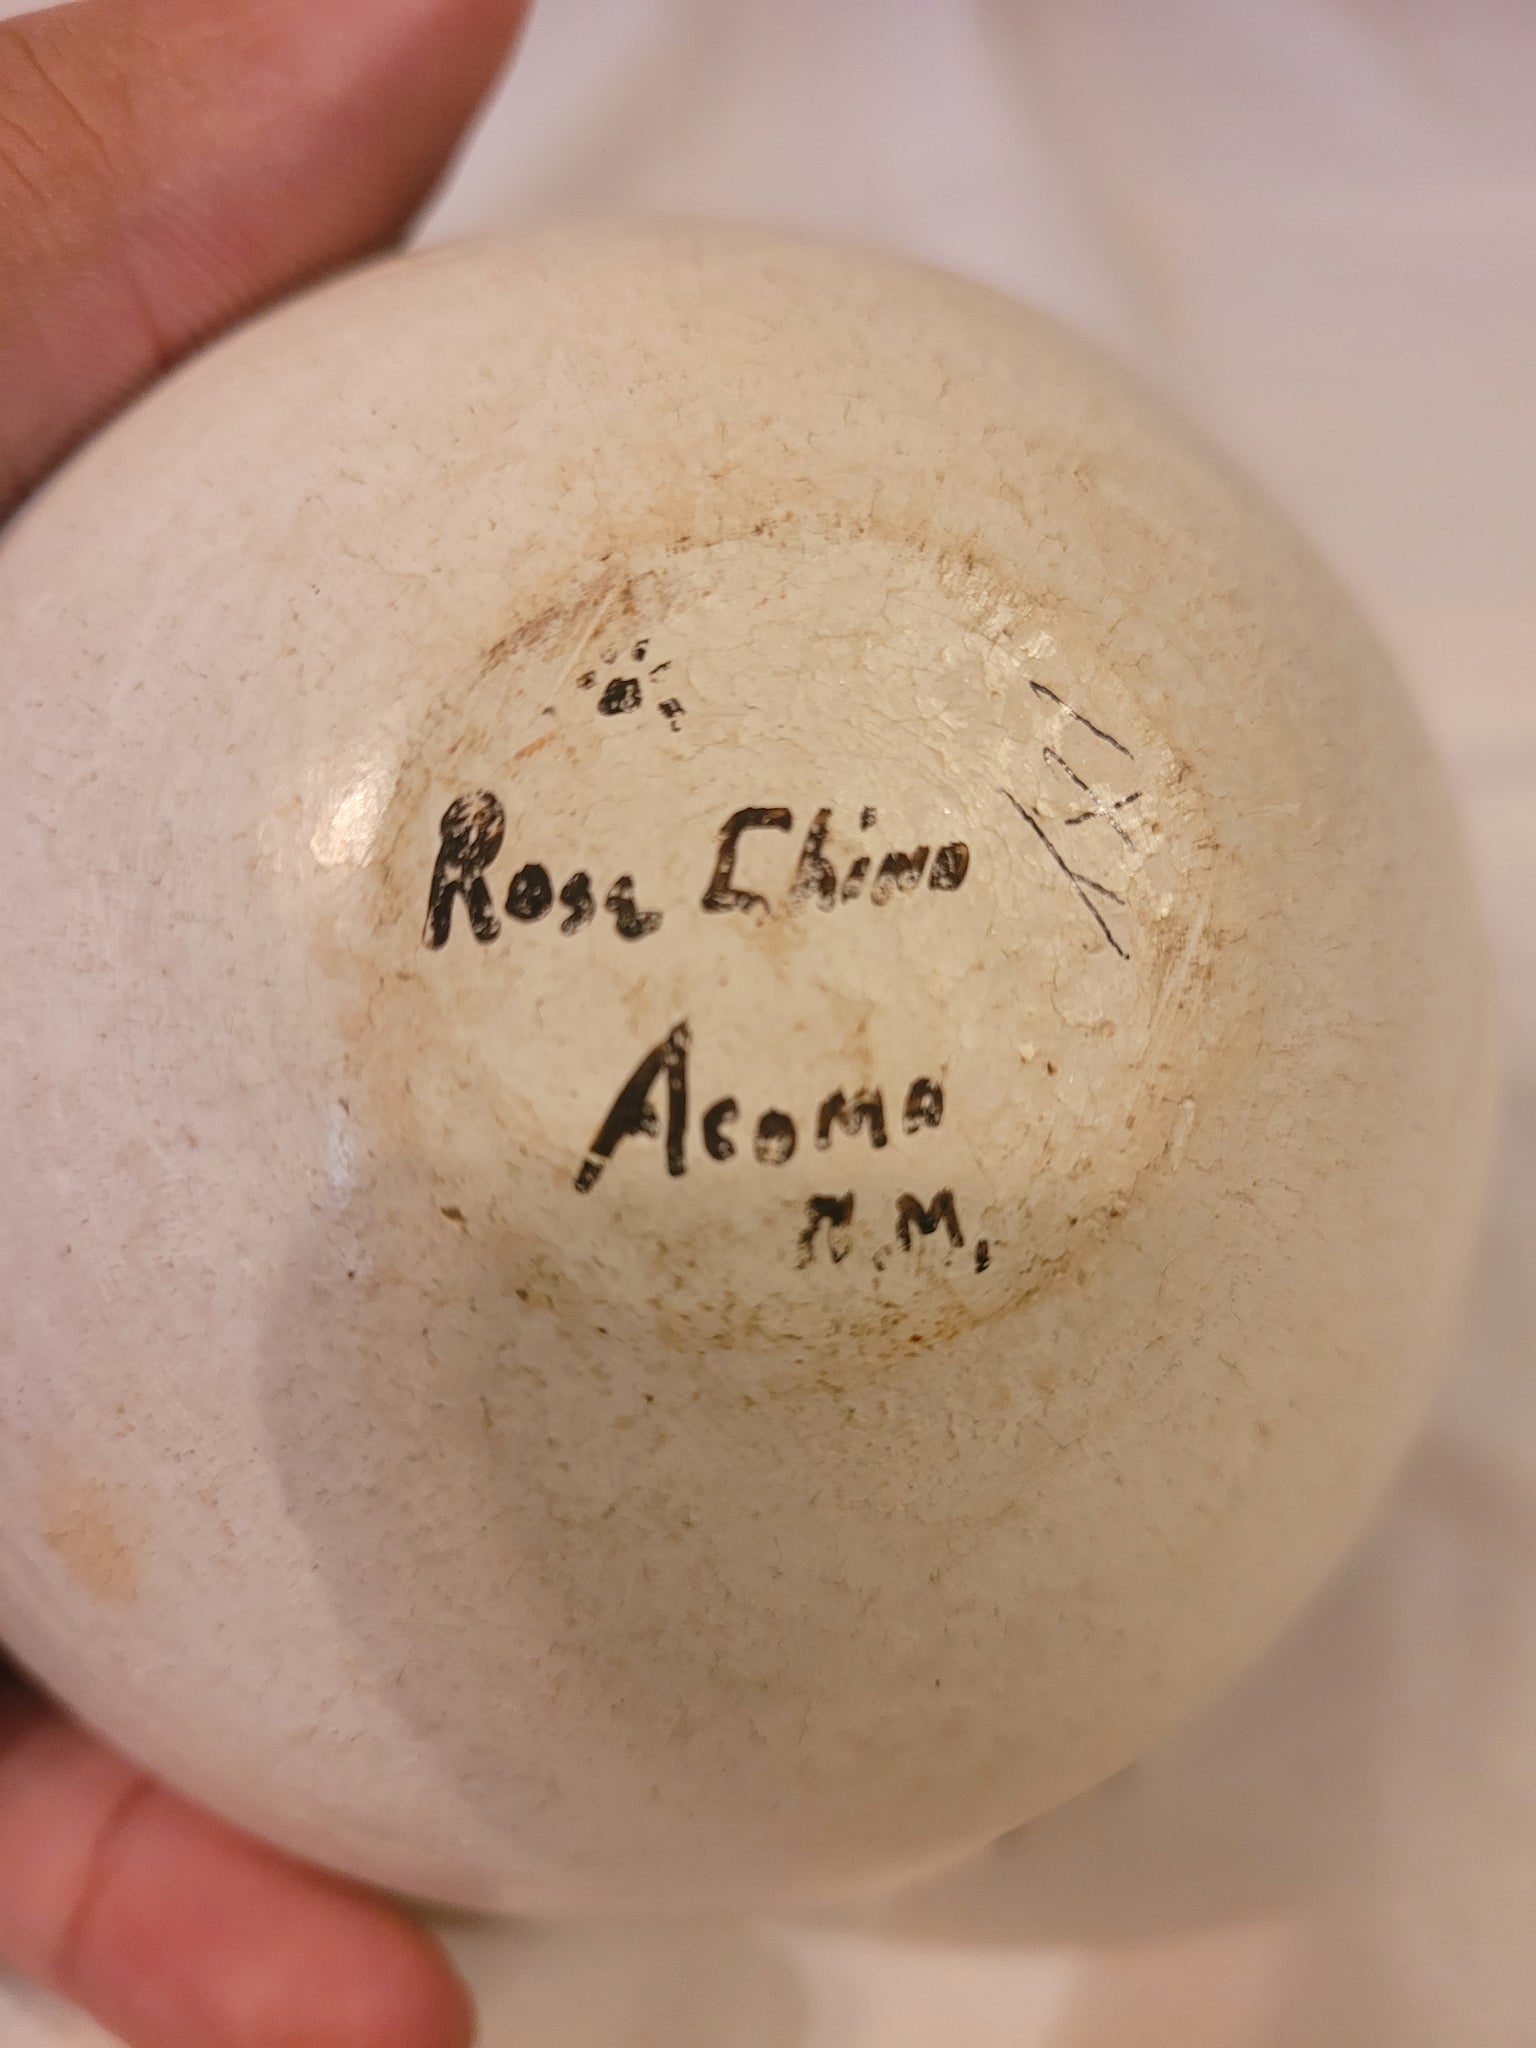 Rose Chino
Acoma
N.M.